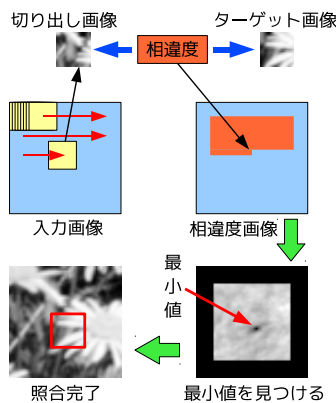 切り出し画像
ターゲット画像
相違度
入力画像
相違度画像
最小値
照合完了
最小値を見つける